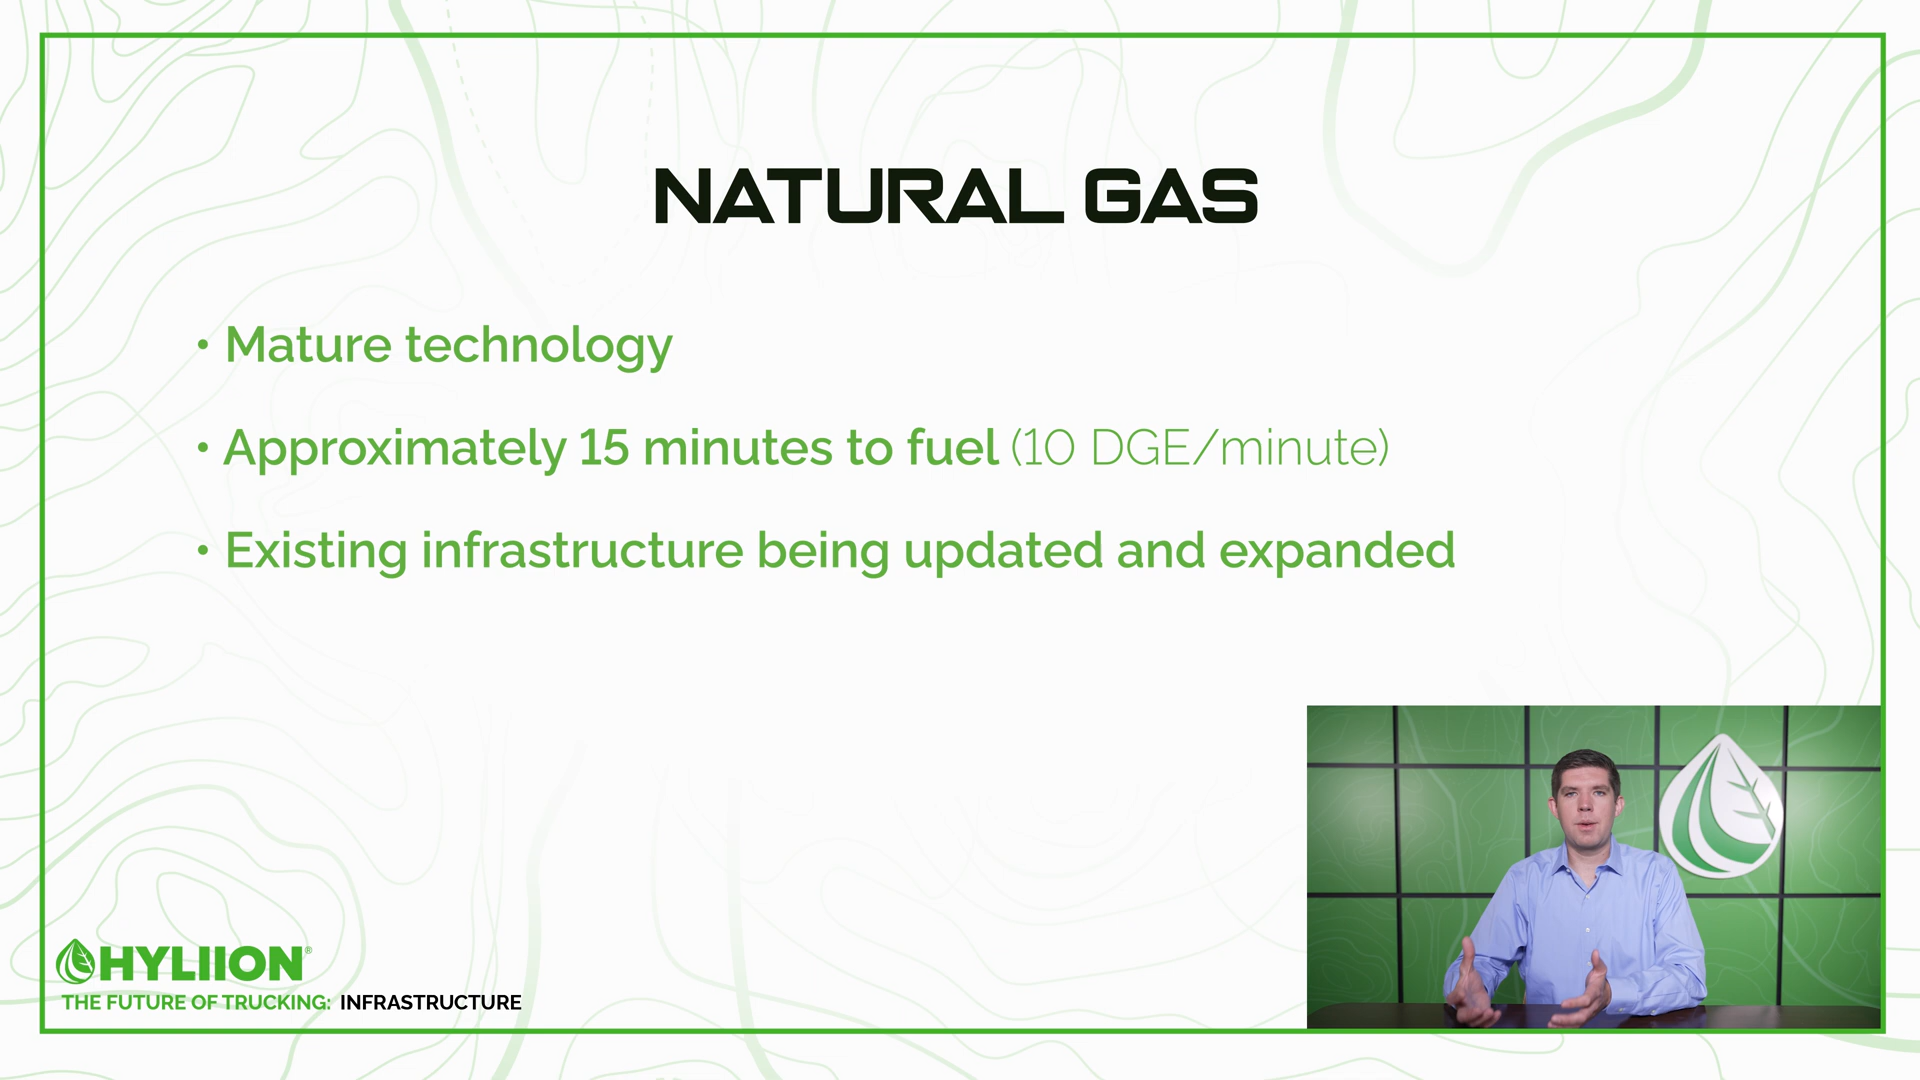 NATURAL GAS
• Mature technology
• Approximately 15 minutes to fuel (10 DGE/minute)
• Existing infrastructure being updated and expanded
HYLIION®
THE FUTURE OF TRUCKING: INFRASTRUCTURE